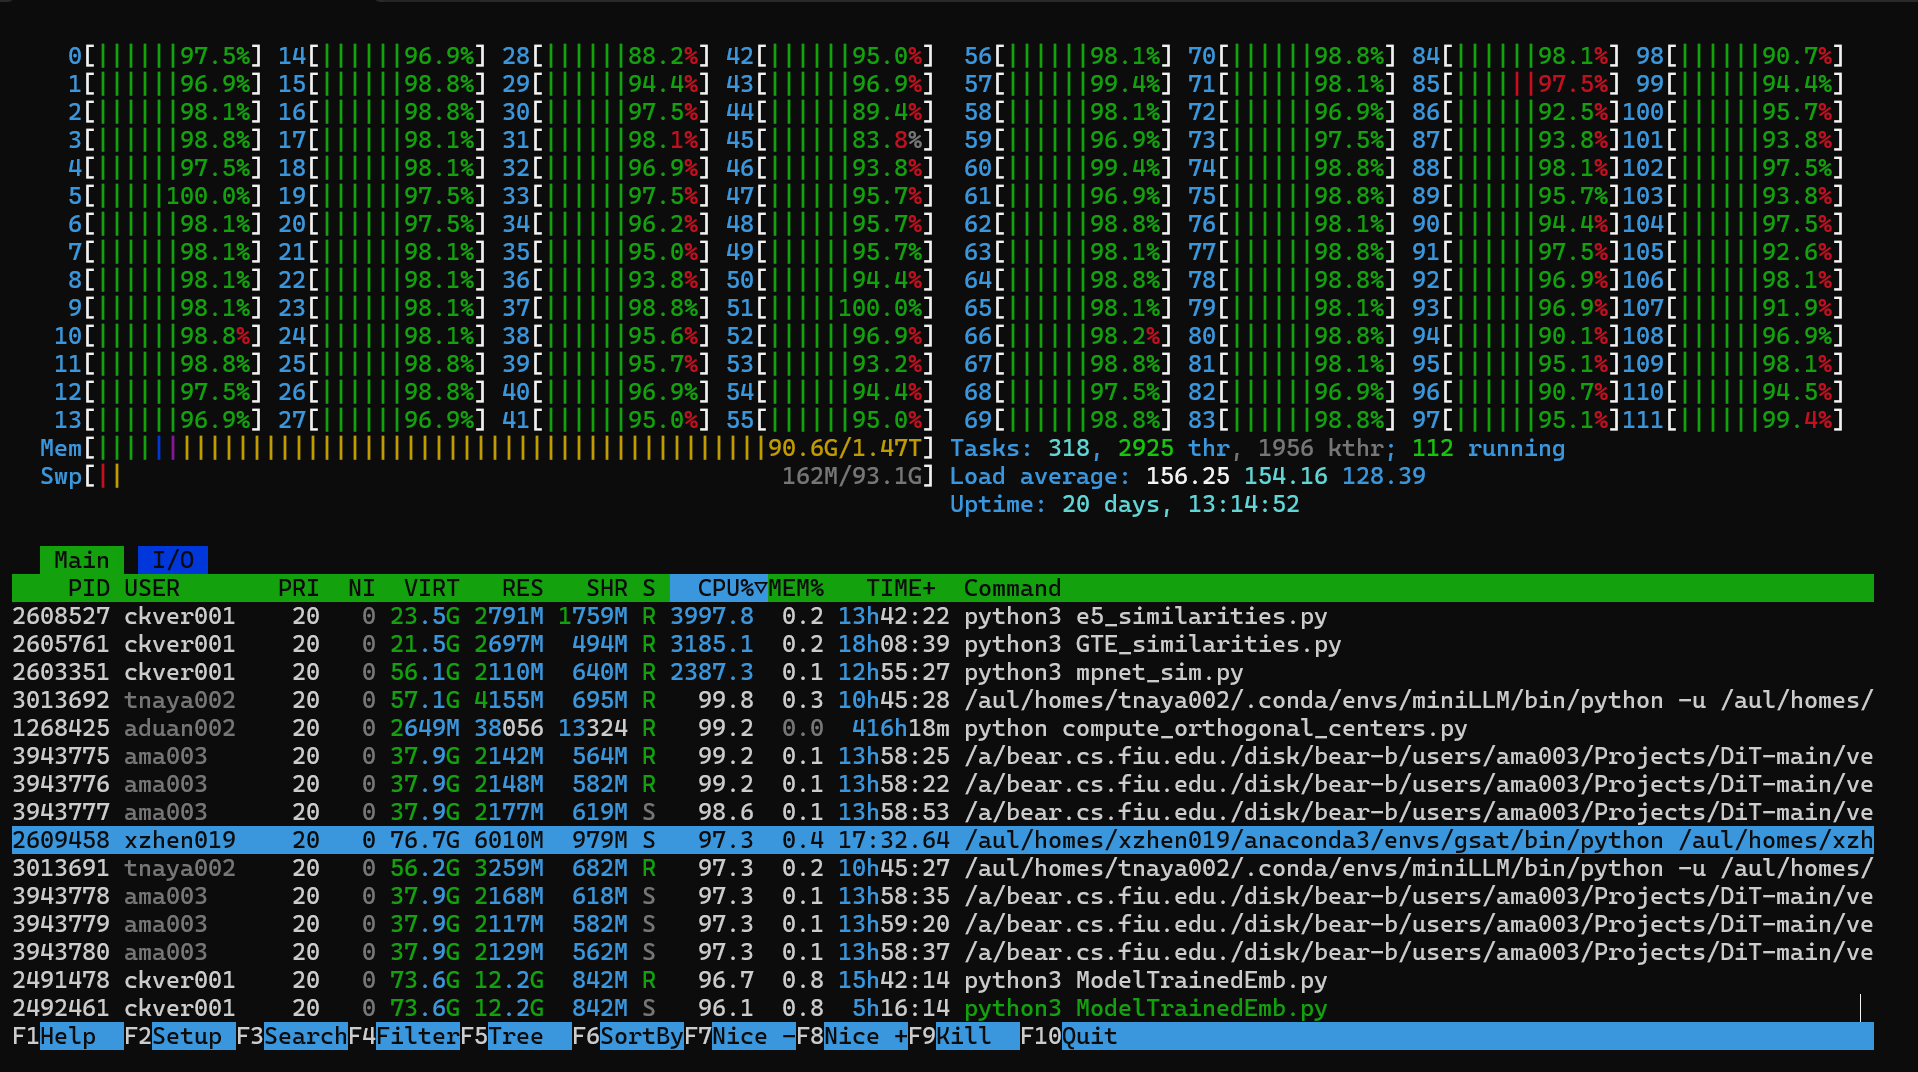 0[||||||97.5%] 14[||||||96.9%] 28[||||||88.2%] 42[||||||95.0%] 56[||||||98.1%] 70[||||||98.8%] 84[||||||98.1%] 98[||||||90.7%]
1[||||||96.9%] 15[||||||98.8%] 29[||||||94.4%] 43[||||||96.9%] 57[||||||99.4%] 71[||||||98.1%] 85[||||||97.5%] 99[||||||94.4%]
2[||||||98.1%] 16[||||||98.8%] 30[||||||97.5%] 44[||||||89.4%] 58[||||||98.1%] 72[||||||96.9%] 86[||||||92.5%]100[||||||95.7%]
3[||||||98.8%] 17[||||||98.1%] 31[||||||98.1%] 45[||||||83.8%] 59[||||||96.9%] 73[||||||97.5%] 87[||||||93.8%]101[||||||93.8%]
4[||||||97.5%] 18[||||||98.1%] 32[||||||96.9%] 46[||||||93.8%] 60[||||||99.4%] 74[||||||98.8%] 88[||||||98.1%]102[||||||97.5%]
5[|||||100.0%] 19[||||||97.5%] 33[||||||97.5%] 47[||||||95.7%] 61[||||||96.9%] 75[||||||98.8%] 89[||||||95.7%]103[||||||93.8%]
6[||||||98.1%] 20[||||||97.5%] 34[||||||96.2%] 48[||||||95.7%] 62[||||||98.8%] 76[||||||98.1%] 90[||||||94.4%]104[||||||97.5%]
7[||||||98.1%] 21[||||||98.1%] 35[||||||95.0%] 49[||||||95.7%] 63[||||||98.1%] 77[||||||98.8%] 91[||||||97.5%]105[||||||92.6%]
8[||||||98.1%] 22[||||||98.1%] 36[||||||93.8%] 50[||||||94.4%] 64[||||||98.8%] 78[||||||98.8%] 92[||||||96.9%]106[||||||98.1%]
9[||||||98.1%] 23[||||||98.1%] 37[||||||98.8%] 51[|||||100.0%] 65[||||||98.1%] 79[||||||98.1%] 93[||||||96.9%]107[||||||91.9%]
10[||||||98.8%] 24[||||||98.1%] 38[||||||95.6%] 52[||||||96.9%] 66[||||||98.2%] 80[||||||98.8%] 94[||||||90.1%]108[||||||96.9%]
11[||||||98.8%] 25[||||||98.8%] 39[||||||95.7%] 53[||||||93.2%] 67[||||||98.8%] 81[||||||98.1%] 95[||||||95.1%]109[||||||98.1%]
12[||||||97.5%] 26[||||||98.8%] 40[||||||96.9%] 54[||||||94.4%] 68[||||||97.5%] 82[||||||96.9%] 96[||||||90.7%]110[||||||94.5%]
13[||||||96.9%] 27[||||||96.9%] 41[||||||95.0%] 55[||||||95.0%] 69[||||||98.8%] 83[||||||98.8%] 97[||||||95.1%]111[||||||99.4%]
Mem[||||||||||||||||||||||||||||||||||||||||||||||||90.6G/1.47T] Tasks: 318, 2925 thr, 1956 kthr; 112 running
Swp[|| 162M/93.1G] Load average: 156.25 154.16 128.39
Uptime: 20 days, 13:14:52
Main I/O
PID USER PRI NI VIRT RES SHR S CPU%▽MEM% TIME+ Command
2608527 ckver001 20 0 23.5G 2791M 1759M R 3997.8 0.2 13h42:22 python3 e5_similarities.py
2605761 ckver001 20 0 21.5G 2697M 494M R 3185.1 0.2 18h08:39 python3 GTE_similarities.py
2603351 ckver001 20 0 56.1G 2110M 640M R 2387.3 0.1 12h55:27 python3 mpnet_sim.py
3013692 tnaya002 20 0 57.1G 4155M 695M R 99.8 0.3 10h45:28 /aul/homes/tnaya002/.conda/envs/miniLLM/bin/python -u /aul/homes/
1268425 aduan002 20 0 2649M 38056 13324 R 99.2 0.0 416h18m python compute_orthogonal_centers.py
3943775 ama003 20 0 37.9G 2142M 564M R 99.2 0.1 13h58:25 /a/bear.cs.fiu.edu./disk/bear-b/users/ama003/Projects/DiT-main/ve
3943776 ama003 20 0 37.9G 2148M 582M R 99.2 0.1 13h58:22 /a/bear.cs.fiu.edu./disk/bear-b/users/ama003/Projects/DiT-main/ve
3943777 ama003 20 0 37.9G 2177M 619M S 98.6 0.1 13h58:53 /a/bear.cs.fiu.edu./disk/bear-b/users/ama003/Projects/DiT-main/ve
2609458 xzhen019 20 0 76.7G 6010M 979M S 97.3 0.4 17:32.64 /aul/homes/xzhen019/anaconda3/envs/gsat/bin/python /aul/homes/xzh
3013691 tnaya002 20 0 56.2G 3259M 682M R 97.3 0.2 10h45:27 /aul/homes/tnaya002/.conda/envs/miniLLM/bin/python -u /aul/homes/
3943778 ama003 20 0 37.9G 2168M 618M S 97.3 0.1 13h58:35 /a/bear.cs.fiu.edu./disk/bear-b/users/ama003/Projects/DiT-main/ve
3943779 ama003 20 0 37.9G 2117M 582M S 97.3 0.1 13h59:20 /a/bear.cs.fiu.edu./disk/bear-b/users/ama003/Projects/DiT-main/ve
3943780 ama003 20 0 37.9G 2129M 562M S 97.3 0.1 13h58:37 /a/bear.cs.fiu.edu./disk/bear-b/users/ama003/Projects/DiT-main/ve
2491478 ckver001 20 0 73.6G 12.2G 842M R 96.7 0.8 15h42:14 python3 ModelTrainedEmb.py
2492461 ckver001 20 0 73.6G 12.2G 842M S 96.1 0.8 5h16:14 python3 ModelTrainedEmb.py
F1Help F2Setup F3SearchF4FilterF5Tree F6SortByF7Nice -F8Nice +F9Kill F10Quit